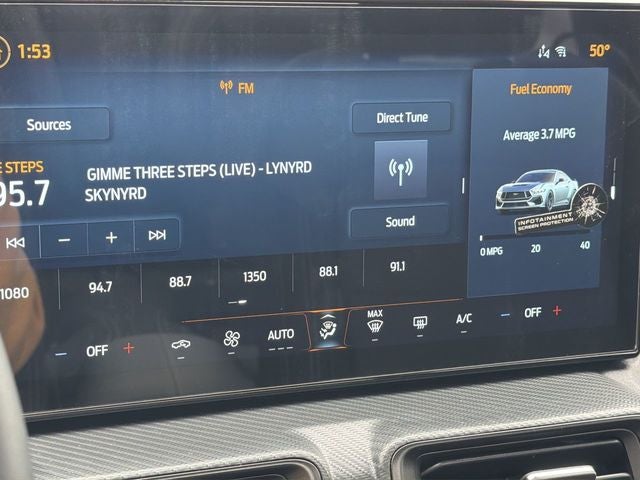 1:53
50°
FM
Fuel Economy
Sources
Direct Tune
Average 3.7 MPG
E STEPS
95.7
GIMME THREE STEPS (LIVE) - LYNYRD
SKYNYRD
Sound
INFOTAINMENT
SCREEN PROTECTION
0 MPG 20 40
1080 94.7 88.7 1350 88.1 91.1
OFF AUTO MAX A/C OFF